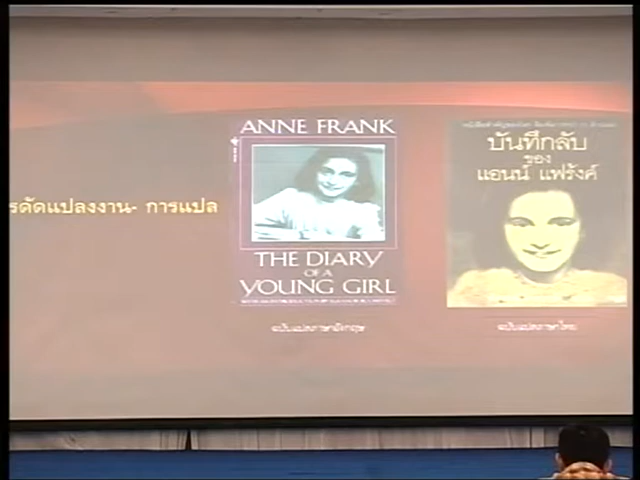 รดัดแปลงงาน- การแปล
ANNE FRANK
THE DIARY
OF A
YOUNG GIRL
ฉบับแปลภาษาอังกฤษ
บันทึกลับ
ของ
แอนน์ แฟร้งค์
ฉบับแปลภาษาไทย